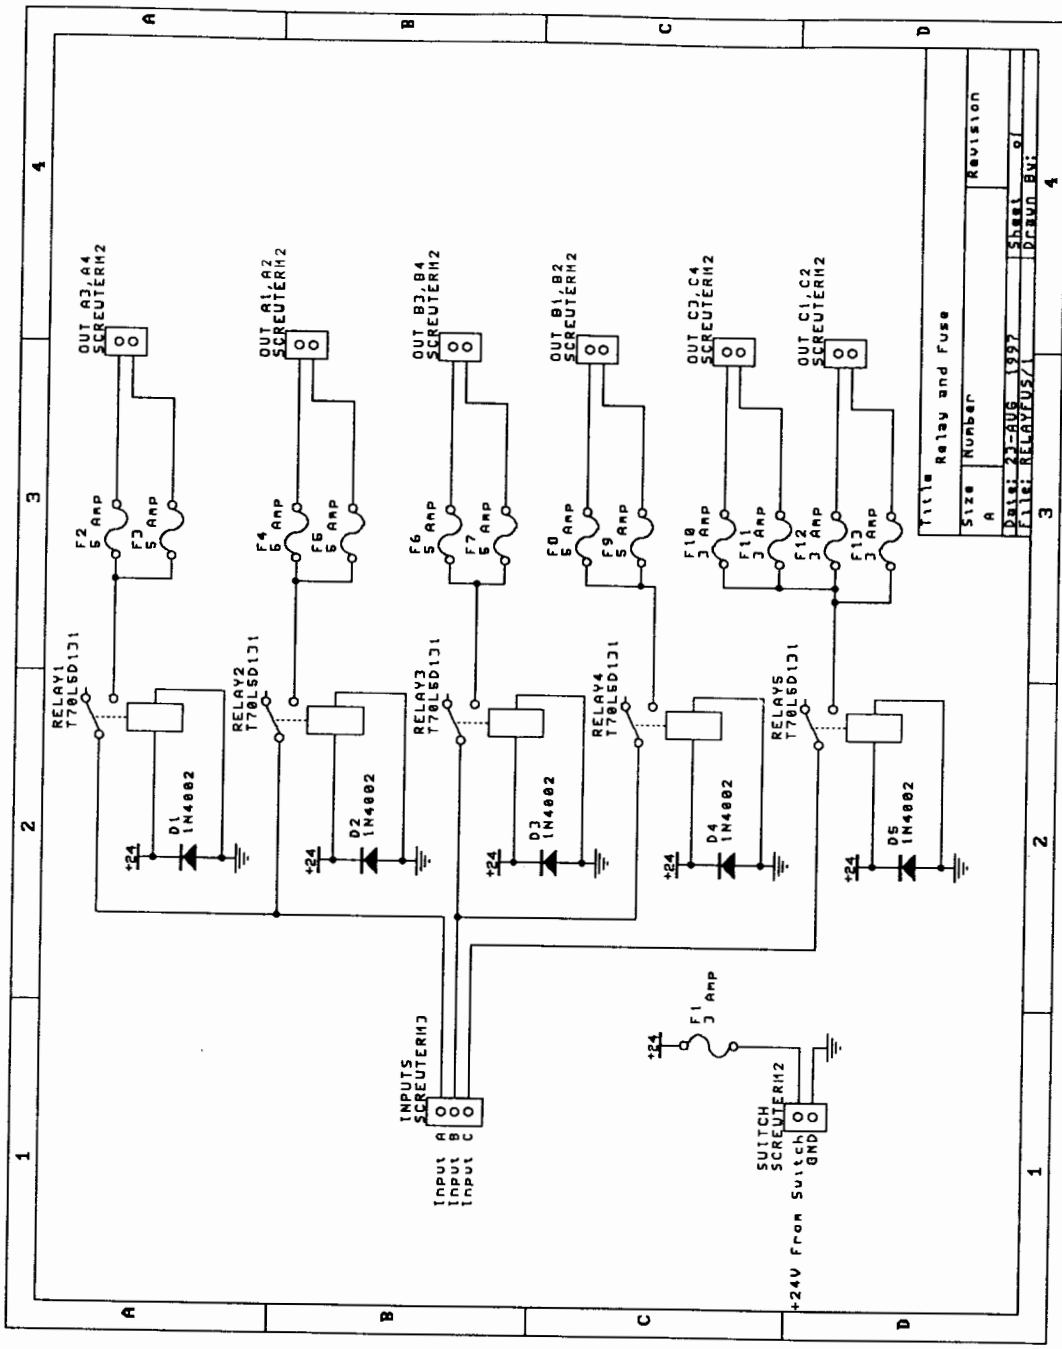 1
2
3
4
A
B
C
D
A
B
C
D
1
2
3
4
RELAY1
T70L5D131
F2
5 AMP
F3
5 AMP
OUT A3,A4
SCREWTERM2
+24
D1
1N4002
RELAY2
T70L5D131
F4
5 AMP
F5
5 AMP
OUT A1,A2
SCREWTERM2
+24
D2
1N4002
INPUTS
SCREWTERM3
Input A
Input B
Input C
RELAY3
T70L5D131
F6
5 AMP
F7
5 AMP
OUT B3,B4
SCREWTERM2
+24
D3
1N4002
RELAY4
T70L5D131
F8
5 AMP
F9
5 AMP
OUT B1,B2
SCREWTERM2
+24
D4
1N4002
+24
F1
3 AMP
SWITCH
SCREWTERM2
+24V From Switch
GND
RELAY5
T70L5D131
F10
3 AMP
F11
3 AMP
F12
3 AMP
F13
3 AMP
OUT C3,C4
SCREWTERM2
OUT C1,C2
SCREWTERM2
+24
D5
1N4002
Title
Relay and Fuse
Size Number Revision
A
Date: 23-AUG 1997 Sheet of
File: RELAYFUS/1 Drawn By: